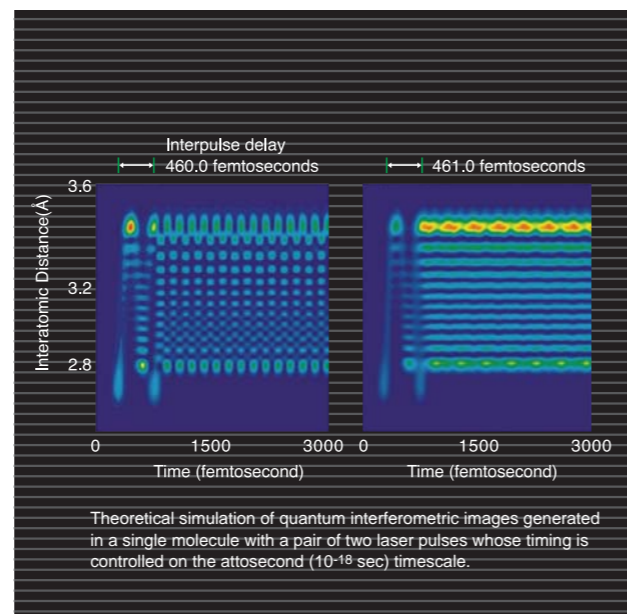 Interpulse delay
460.0 femtoseconds
461.0 femtoseconds
Interatomic Distance(Å)
3.6
3.2
2.8
0 1500 3000
0 1500 3000
Time (femtosecond)
Time (femtosecond)
Theoretical simulation of quantum interferometric images generated
in a single molecule with a pair of two laser pulses whose timing is
controlled on the attosecond (10-18 sec) timescale.